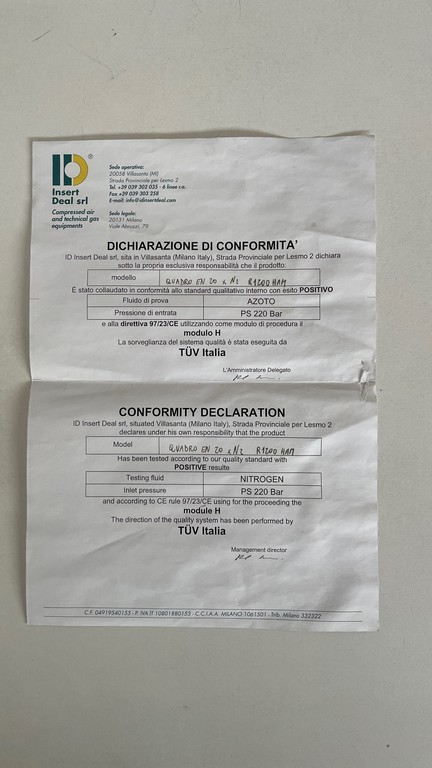 ID
®
Insert
Deal srl
Compressed air
and technical gas
equipments
Sede operativa:
20058 Villasanta (MI)
Strada Provinciale per Lesmo 2
Tel. +39 039 302 035 - 6 linee r.a.
Fax +39 039 303 258
E-mail: info@idinsertdeal.com
Sede legale:
20131 Milano
Viale Abruzzi, 79
DICHIARAZIONE DI CONFORMITA'
ID Insert Deal srl, sita in Villasanta (Milano Italy), Strada Provinciale per Lesmo 2 dichiara
sotto la propria esclusiva responsabilità che il prodotto:
modello QUADRO EN 20 x N2 R1200 HAM
È stato collaudato in conformità allo standard qualitativo interno con esito POSITIVO
Fluido di prova AZOTO
Pressione di entrata PS 220 Bar
e alla direttiva 97/23/CE utilizzando come modulo di procedura il
modulo H
La sorveglianza del sistema qualità è stata eseguita da
TÜV Italia
L'Amministratore Delegato
CONFORMITY DECLARATION
ID Insert Deal srl, situated Villasanta (Milano Italy), Strada Provinciale per Lesmo 2
declares under his own responsibility that the product
Model QUADRO EN 20 x N2 R1200 HAM
Has been tested according to our quality standard with
POSITIVE resulte
Testing fluid NITROGEN
Inlet pressure PS 220 Bar
and according to CE rule 97/23/CE using for the proceeding the
module H
The direction of the quality system has been performed by
TÜV Italia
Management director
C.F. 04919540155 - P. IVA IT 10801880155 - C.C.I.A.A. MILANO 1061501 - Trib. Milano 332322